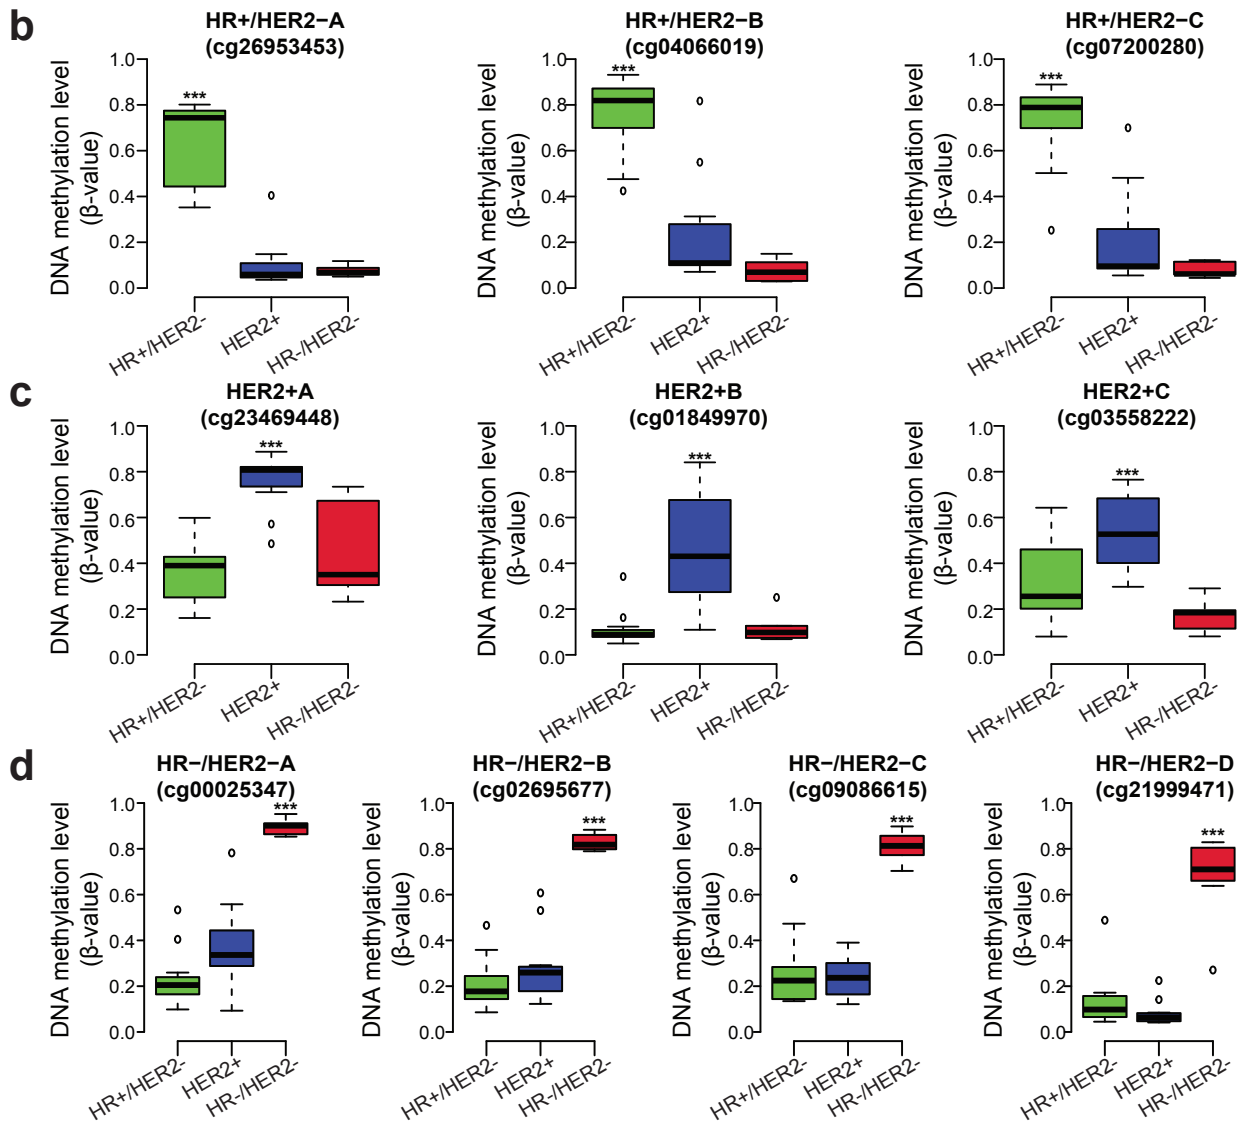 b
HR+/HER2−A
(cg26953453)
DNA methylation level
(β-value)
1.0
0.8
0.6
0.4
0.2
0.0
***
HR+/HER2-
HER2+
HR-/HER2-
HR+/HER2−B
(cg04066019)
DNA methylation level
(β-value)
1.0
0.8
0.6
0.4
0.2
0.0
***
HR+/HER2-
HER2+
HR-/HER2-
HR+/HER2−C
(cg07200280)
DNA methylation level
(β-value)
1.0
0.8
0.6
0.4
0.2
0.0
***
HR+/HER2-
HER2+
HR-/HER2-
c
HER2+A
(cg23469448)
DNA methylation level
(β-value)
1.0
0.8
0.6
0.4
0.2
0.0
***
HR+/HER2-
HER2+
HR-/HER2-
HER2+B
(cg01849970)
DNA methylation level
(β-value)
1.0
0.8
0.6
0.4
0.2
0.0
***
HR+/HER2-
HER2+
HR-/HER2-
HER2+C
(cg03558222)
DNA methylation level
(β-value)
1.0
0.8
0.6
0.4
0.2
0.0
***
HR+/HER2-
HER2+
HR-/HER2-
d
HR−/HER2−A
(cg00025347)
DNA methylation level
(β-value)
1.0
0.8
0.6
0.4
0.2
0.0
***
HR+/HER2-
HER2+
HR-/HER2-
HR−/HER2−B
(cg02695677)
DNA methylation level
(β-value)
1.0
0.8
0.6
0.4
0.2
0.0
***
HR+/HER2-
HER2+
HR-/HER2-
HR−/HER2−C
(cg09086615)
DNA methylation level
(β-value)
1.0
0.8
0.6
0.4
0.2
0.0
***
HR+/HER2-
HER2+
HR-/HER2-
HR−/HER2−D
(cg21999471)
DNA methylation level
(β-value)
1.0
0.8
0.6
0.4
0.2
0.0
***
HR+/HER2-
HER2+
HR-/HER2-